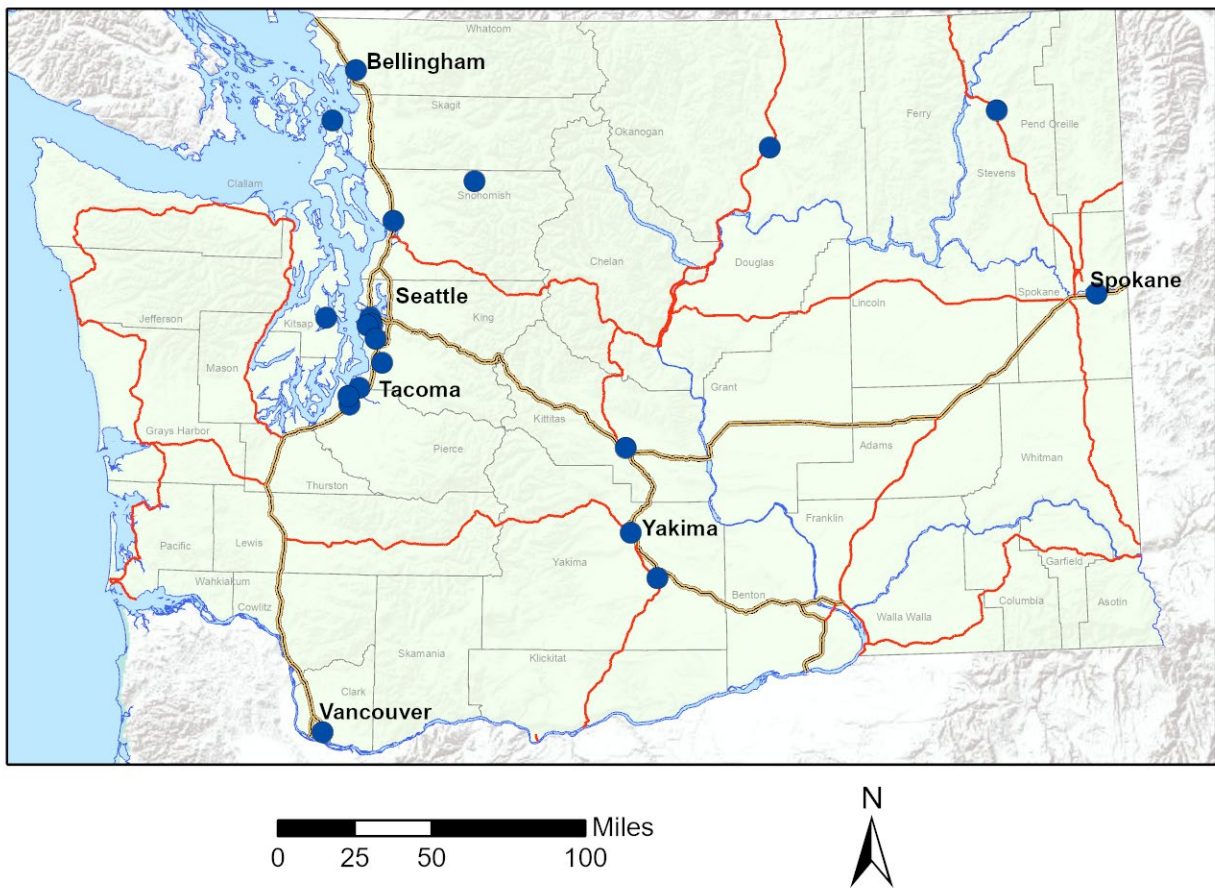 Whatcom
Bellingham
Skagit
Ferry
Pend Oreille
Okanogan
Stevens
Clallam
Snohomish
Chelan
Douglas
Spokane
Seattle
Spokane
Lincoln
King
Jefferson
Kitsap
Mason
Grant
Tacoma
Kittitas
Grays Harbor
Pierce
Adams
Whitman
Thurston
Franklin
Yakima
Pacific
Lewis
Yakima
Garfield
Wahkiakum
Benton
Columbia
Asotin
Cowlitz
Walla Walla
Skamania
Klickitat
Clark
Vancouver
N
Miles
0 25 50 100